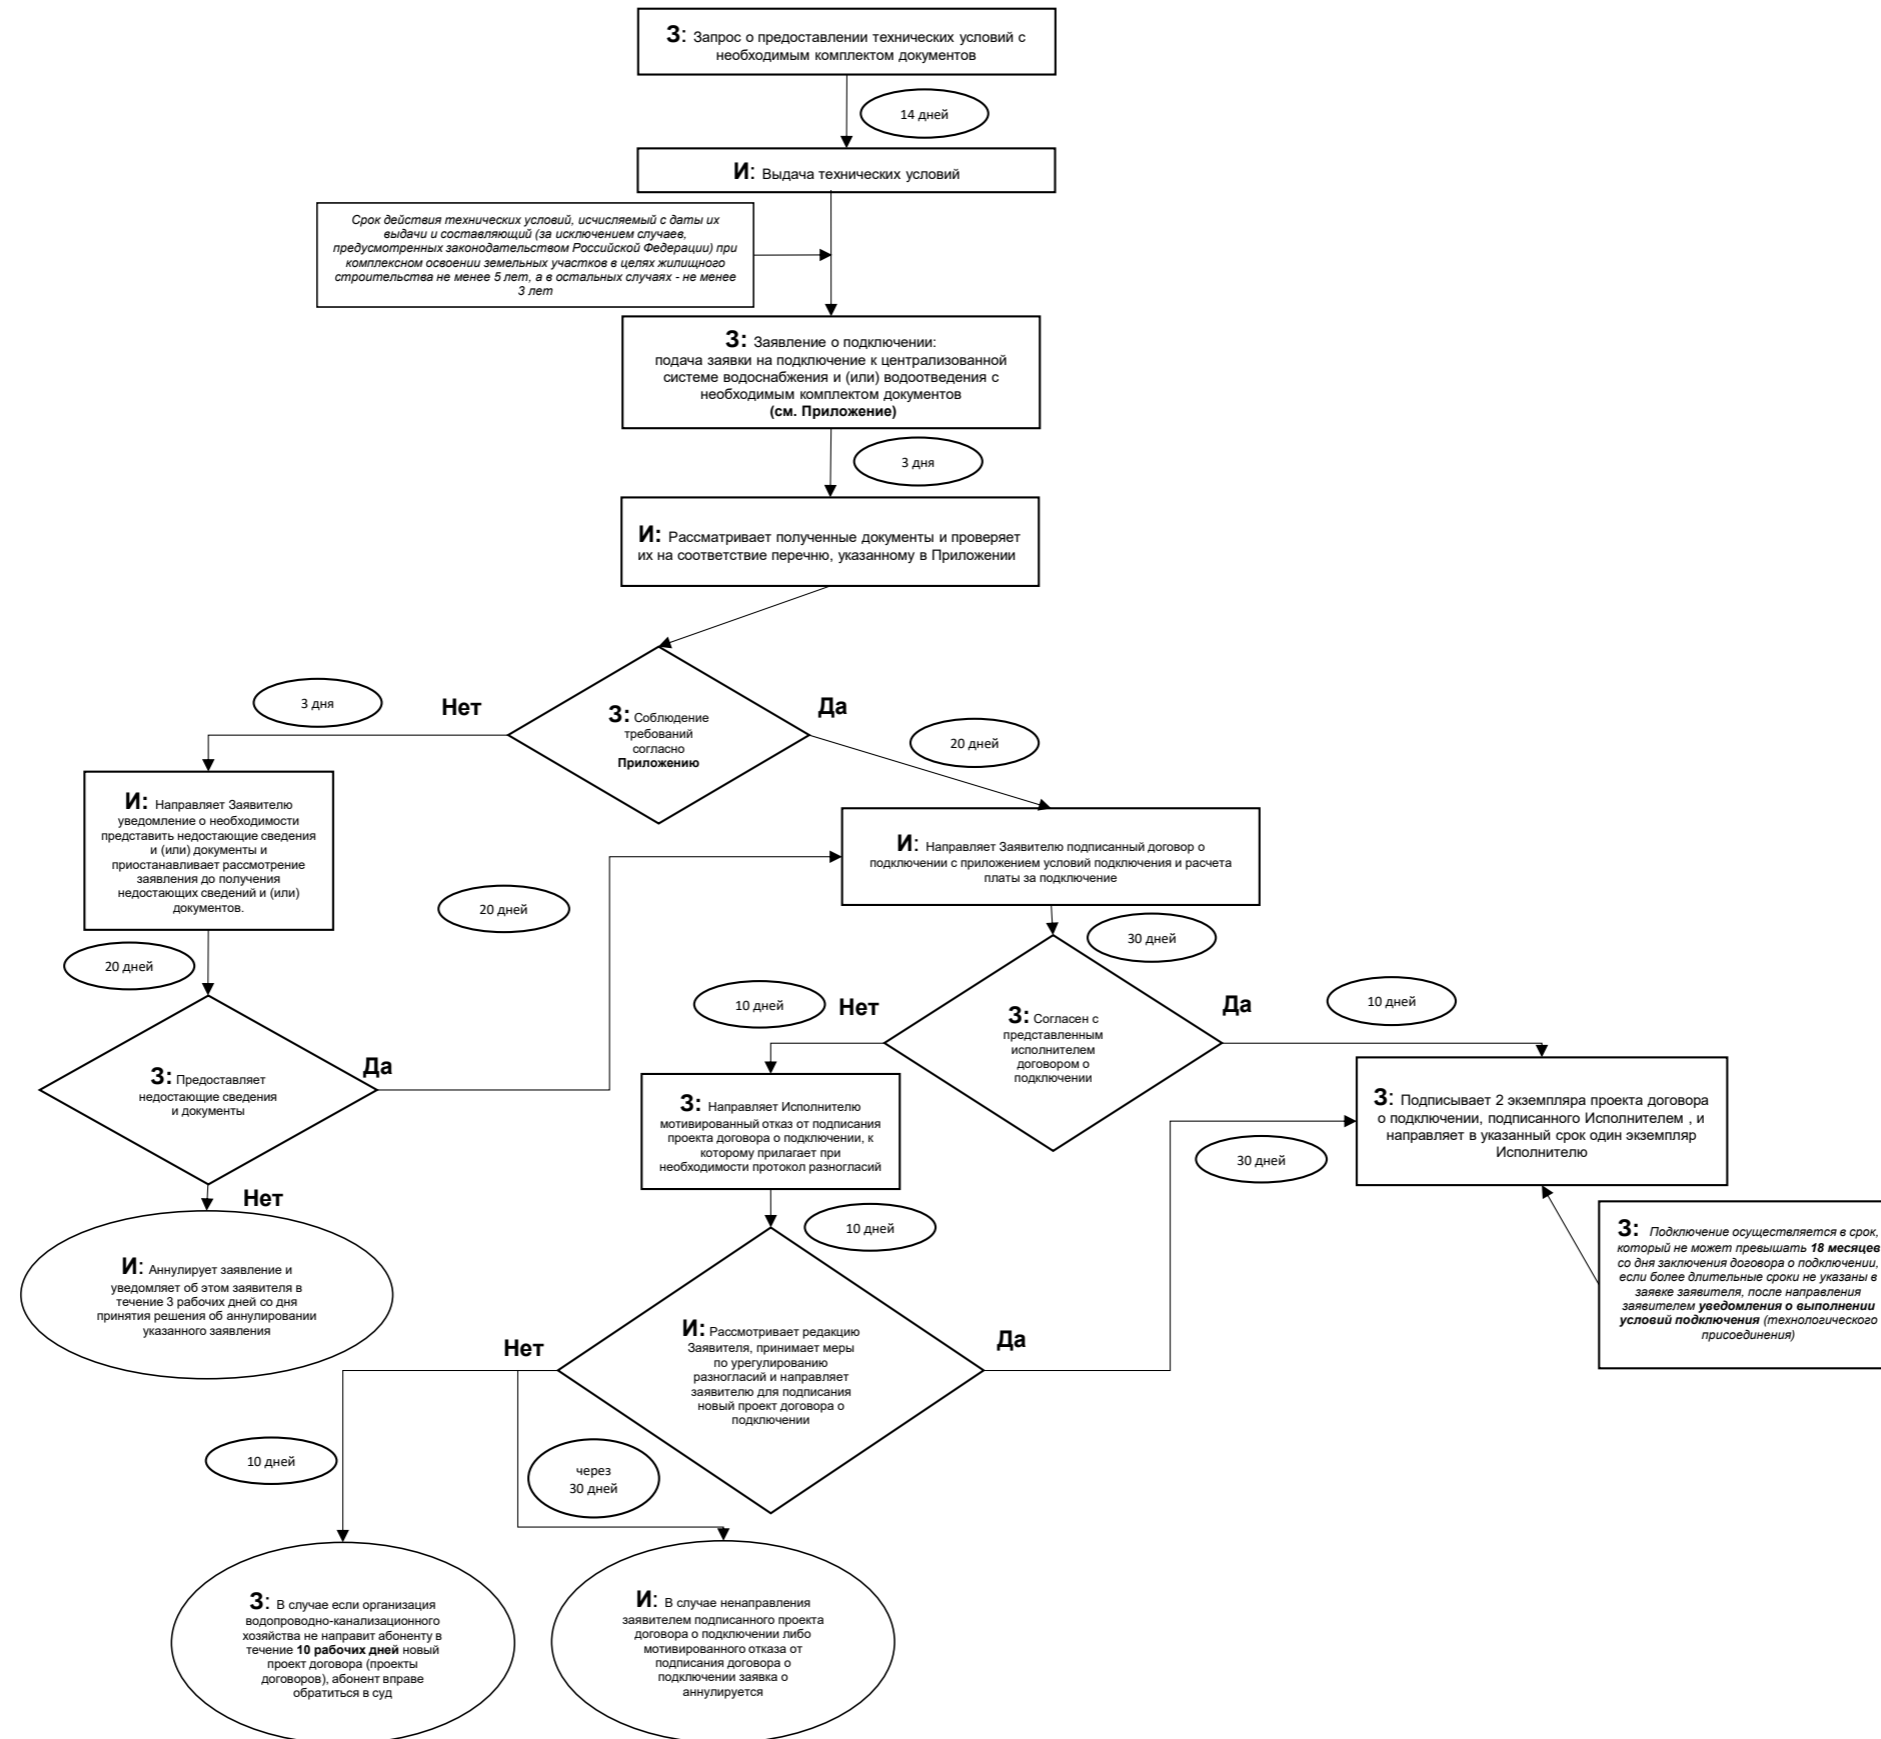 З: Запрос о предоставлении технических условий с
необходимым комплектом документов
14 дней
И: Выдача технических условий
Срок действия технических условий, исчисляемый с даты их
выдачи и составляющий (за исключением случаев,
предусмотренных законодательством Российской Федерации) при
комплексном освоении земельных участков в целях жилищного
строительства не менее 5 лет, а в остальных случаях - не менее
3 лет
З: Заявление о подключении:
подача заявки на подключение к централизованной
системе водоснабжения и (или) водоотведения с
необходимым комплектом документов
(см. Приложение)
3 дня
И: Рассматривает полученные документы и проверяет
их на соответствие перечню, указанному в Приложении
3 дня
Нет
З: Соблюдение
требований
согласно
Приложению
Да
20 дней
И: Направляет Заявителю
уведомление о необходимости
представить недостающие сведения
и (или) документы и
приостанавливает рассмотрение
заявления до получения
недостающих сведений и (или)
документов.
И: Направляет Заявителю подписанный договор о
подключении с приложением условий подключения и расчета
платы за подключение
20 дней
20 дней
30 дней
З: Предоставляет
недостающие сведения
и документы
Да
Нет
10 дней
Нет
З: Согласен с
представленным
исполнителем
договором о
подключении
Да
10 дней
З: Направляет Исполнителю
мотивированный отказ от подписания
проекта договора о подключении, к
которому прилагает при
необходимости протокол разногласий
З: Подписывает 2 экземпляра проекта договора
о подключении, подписанного Исполнителем , и
направляет в указанный срок один экземпляр
Исполнителю
30 дней
10 дней
И: Аннулирует заявление и
уведомляет об этом заявителя в
течение 3 рабочих дней со дня
принятия решения об аннулировании
указанного заявления
З: Подключение осуществляется в срок,
который не может превышать 18 месяцев
со дня заключения договора о подключении,
если более длительные сроки не указаны в
заявке заявителя, после направления
заявителем уведомления о выполнении
условий подключения (технологического
присоединения)
Нет
И: Рассмотривает редакцию
Заявителя, принимает меры
по урегулированию
разногласий и направляет
заявителю для подписания
новый проект договора о
подключении
Да
10 дней
через
30 дней
З: В случае если организация
водопроводно-канализационного
хозяйства не направит абоненту в
течение 10 рабочих дней новый
проект договора (проекты
договоров), абонент вправе
обратиться в суд
И: В случае ненаправления
заявителем подписанного проекта
договора о подключении либо
мотивированного отказа от
подписания договора о
подключении заявка о
аннулируется